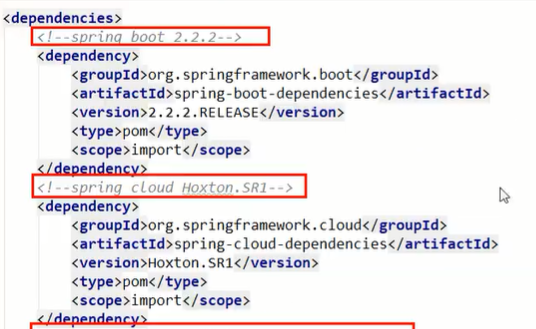 <dependencies>
<!--spring boot 2.2.2-->
<dependency>
<groupId>org.springframework.boot</groupId>
<artifactId>spring-boot-dependencies</artifactId>
<version>2.2.2.RELEASE</version>
<type>pom</type>
<scope>import</scope>
</dependency>
<!--spring cloud Hoxton.SR1-->
<dependency>
<groupId>org.springframework.cloud</groupId>
<artifactId>spring-cloud-dependencies</artifactId>
<version>Hoxton.SR1</version>
<type>pom</type>
<scope>import</scope>
</dependency>